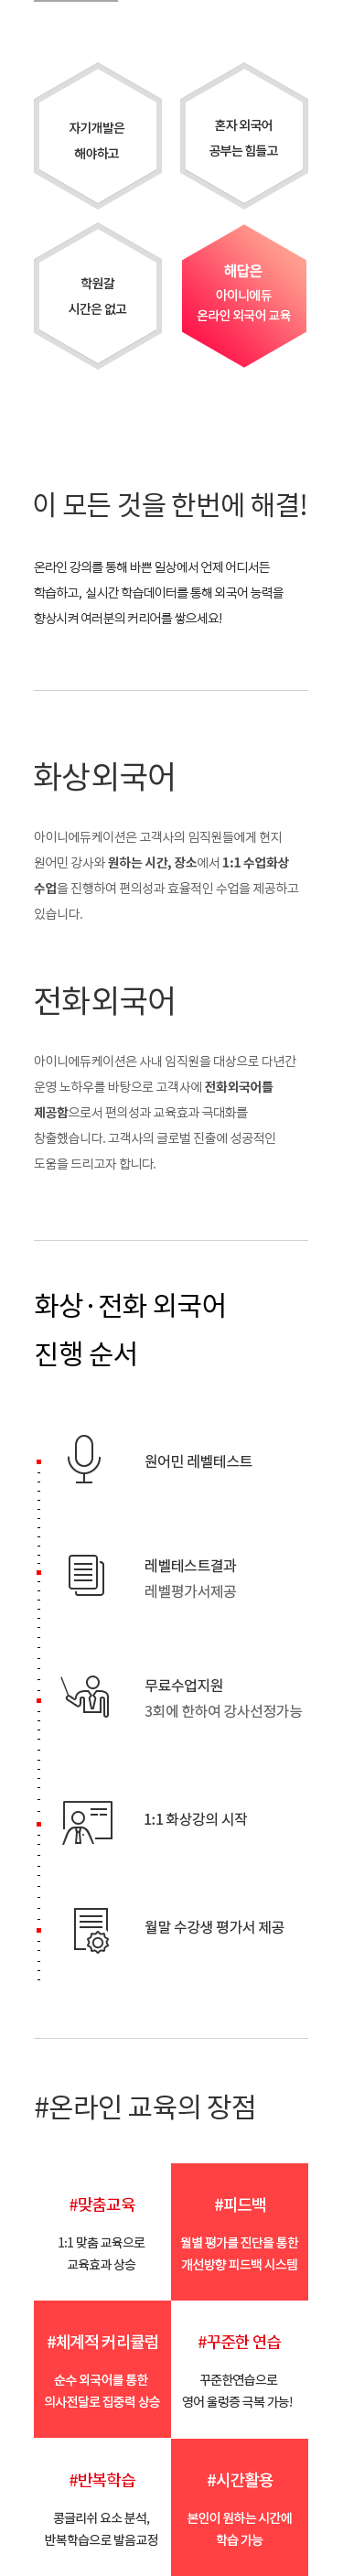 자기개발은
해야하고
혼자 외국어
공부는 힘들고
학원갈
시간은 없고
해답은
아이니에듀
온라인 외국어 교육
이 모든 것을 한번에 해결!
온라인 강의를 통해 바쁜 일상에서 언제 어디서든
학습하고, 실시간 학습데이터를 통해 외국어 능력을
향상시켜 여러분의 커리어를 쌓으세요!
화상외국어
아이니에듀케이션은 고객사의 임직원들에게 현지
원어민 강사와 원하는 시간, 장소에서 1:1 수업화상
수업을 진행하여 편의성과 효율적인 수업을 제공하고
있습니다.
전화외국어
아이니에듀케이션은 사내 임직원을 대상으로 다년간
운영 노하우를 바탕으로 고객사에 전화외국어를
제공함으로서 편의성과 교육효과 극대화를
창출했습니다. 고객사의 글로벌 진출에 성공적인
도움을 드리고자 합니다.
화상·전화 외국어
진행 순서
원어민 레벨테스트
레벨테스트결과
레벨평가서제공
무료수업지원
3회에 한하여 강사선정가능
1:1 화상강의 시작
월말 수강생 평가서 제공
#온라인 교육의 장점
#맞춤교육
1:1 맞춤 교육으로
교육효과 상승
#피드백
월별 평가를 진단을 통한
개선방향 피드백 시스템
#체계적 커리큘럼
순수 외국어를 통한
의사전달로 집중력 상승
#꾸준한 연습
꾸준한연습으로
영어 울렁증 극복 가능!
#반복학습
콩글리쉬 요소 분석,
반복학습으로 발음교정
#시간활용
본인이 원하는 시간에
학습 가능